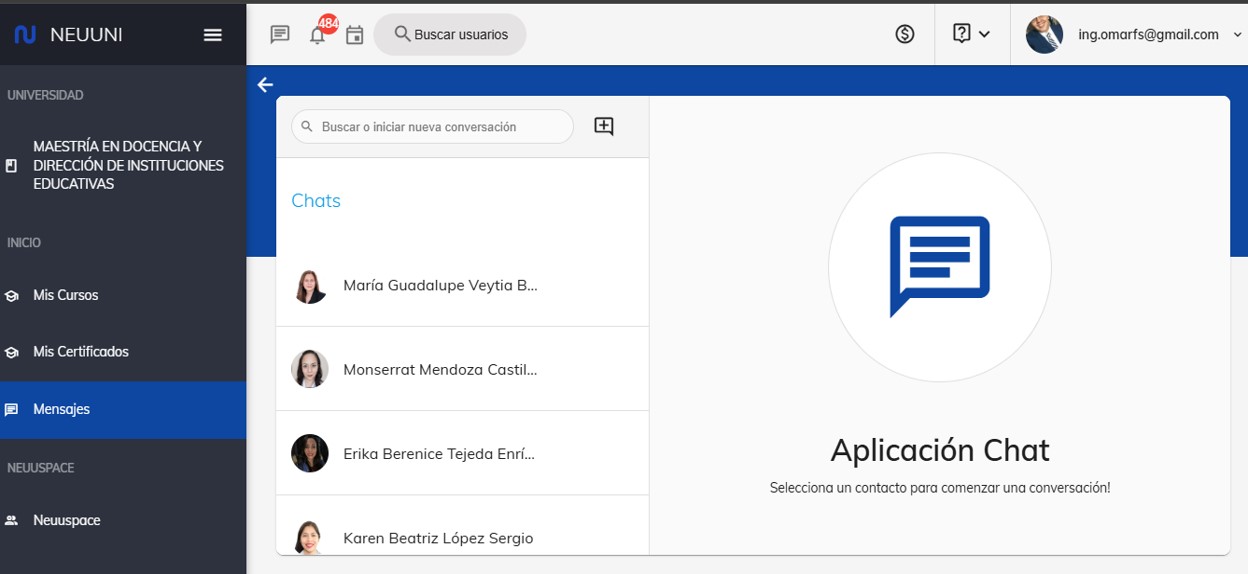 NEUUNI
484
Buscar usuarios
ing.omarfs@gmail.com
UNIVERSIDAD
MAESTRÍA EN DOCENCIA Y
DIRECCIÓN DE INSTITUCIONES
EDUCATIVAS
INICIO
Mis Cursos
Mis Certificados
Mensajes
NEUUSPACE
Neuuspace
Buscar o iniciar nueva conversación
Chats
María Guadalupe Veytia B...
Monserrat Mendoza Castil...
Erika Berenice Tejeda Enrí...
Karen Beatriz López Sergio
Aplicación Chat
Selecciona un contacto para comenzar una conversación!